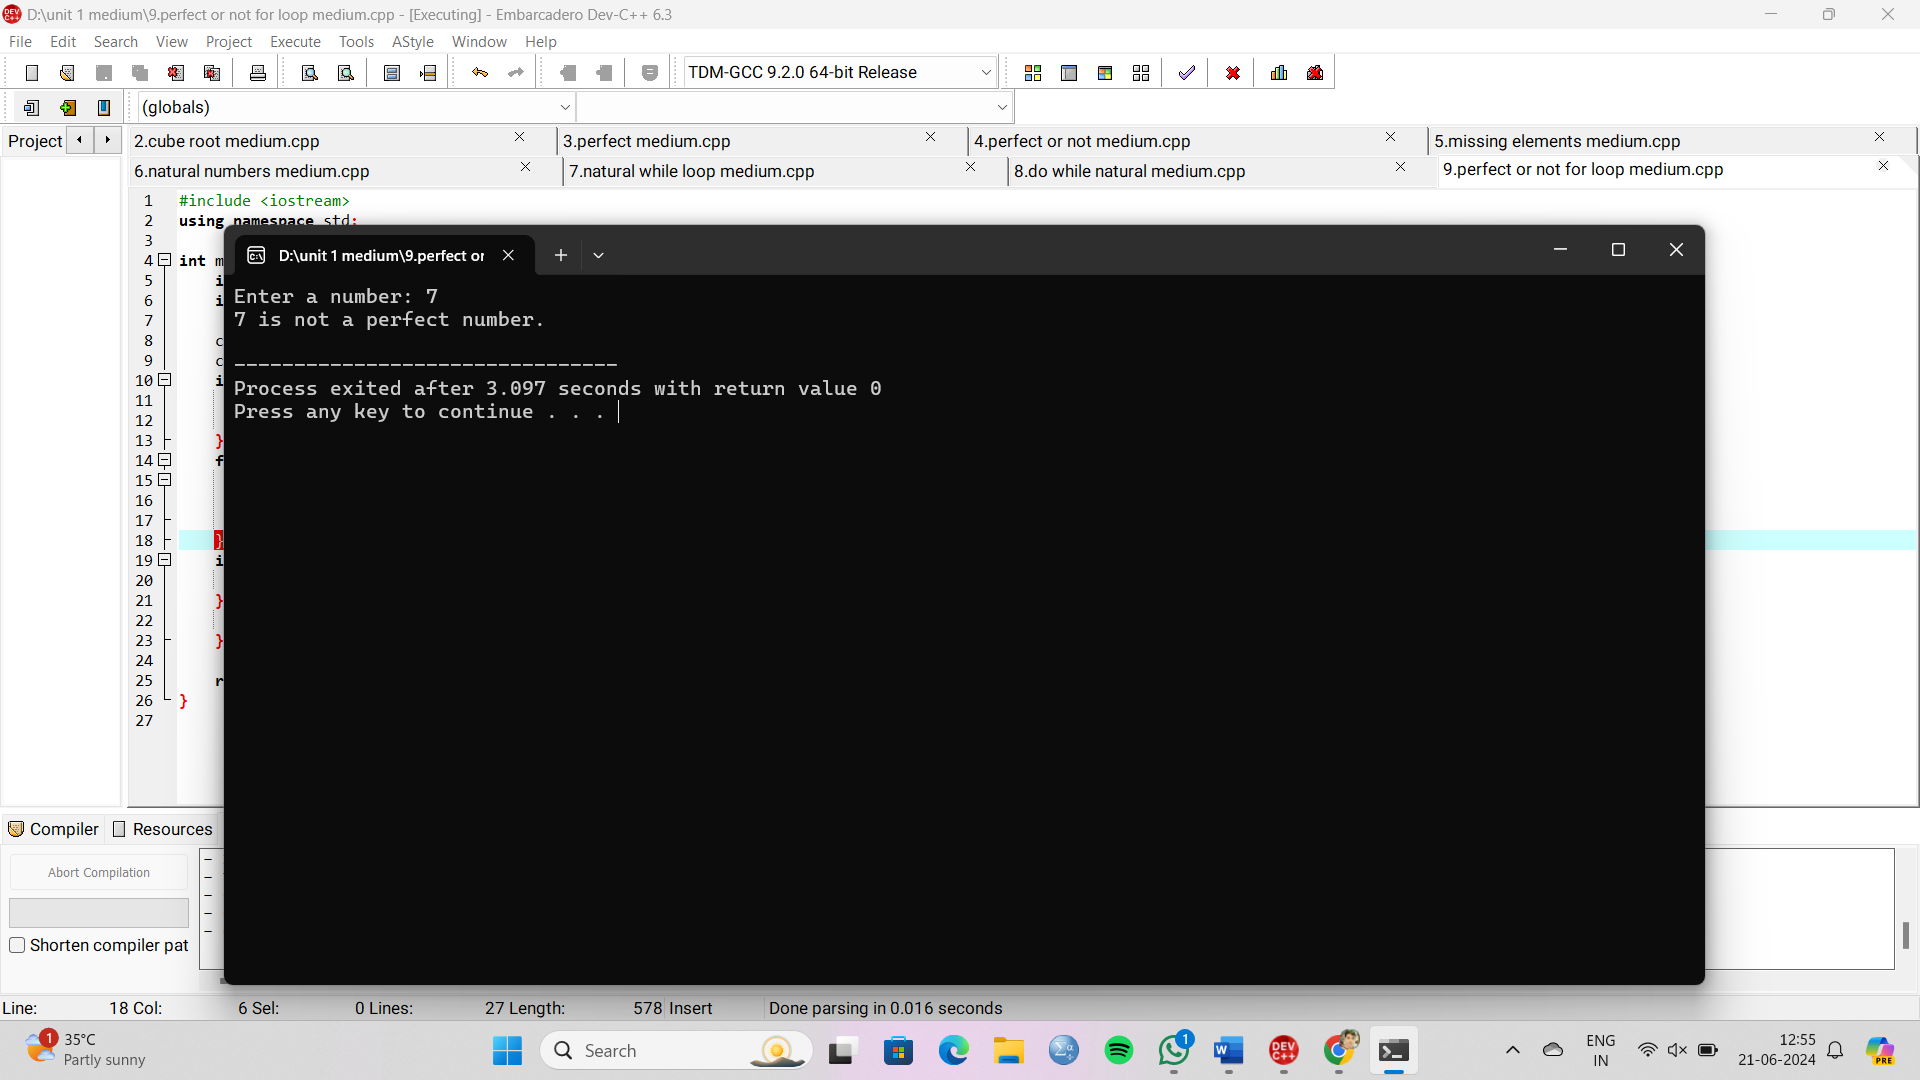 D:\unit 1 medium\9.perfect or not for loop medium.cpp - [Executing] - Embarcadero Dev-C++ 6.3
File Edit Search View Project Execute Tools AStyle Window Help
TDM-GCC 9.2.0 64-bit Release
(globals)
Project
2.cube root medium.cpp 3.perfect medium.cpp 4.perfect or not medium.cpp 5.missing elements medium.cpp
6.natural numbers medium.cpp 7.natural while loop medium.cpp 8.do while natural medium.cpp 9.perfect or not for loop medium.cpp
1 #include <iostream>
2 using namespace std;
3
4 int m
5 i
6 i
7
8 c
9 c
10 i
11
12
13 }
14 f
15
16
17
18 }
19 i
20
21 }
22
23 }
24
25 r
26 }
27
D:\unit 1 medium\9.perfect or
Enter a number: 7
7 is not a perfect number.
--------------------------------
Process exited after 3.097 seconds with return value 0
Press any key to continue . . .
Compiler Resources
Abort Compilation
Shorten compiler pat
-
-
-
-
-
Line: 18 Col: 6 Sel: 0 Lines: 27 Length: 578 Insert Done parsing in 0.016 seconds
1
35°C
Partly sunny
Search
1
DEV C++
ENG
IN
12:55
21-06-2024
PRE